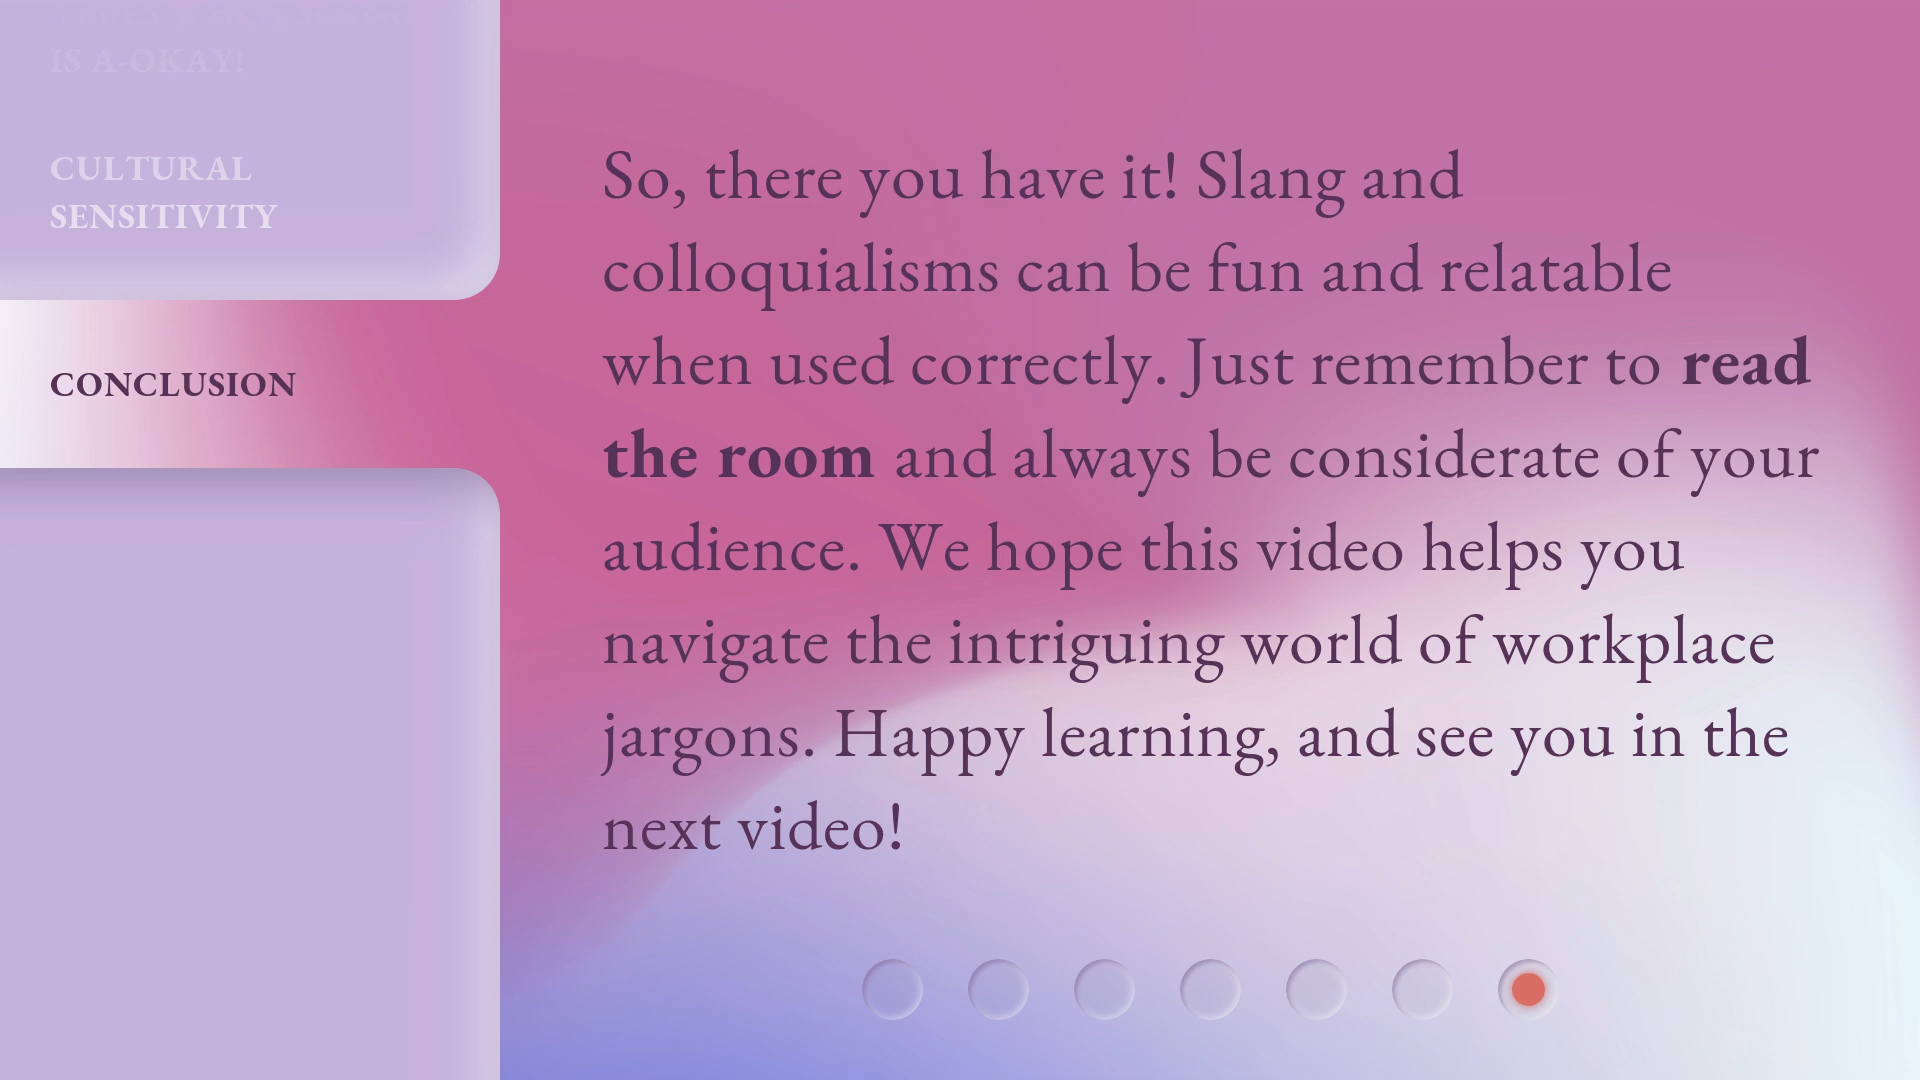 IS A-OKAY!
CULTURAL
SENSITIVITY
CONCLUSION
So, there you have it! Slang and
colloquialisms can be fun and relatable
when used correctly. Just remember to read
the room and always be considerate of your
audience. We hope this video helps you
navigate the intriguing world of workplace
jargons. Happy learning, and see you in the
next video!